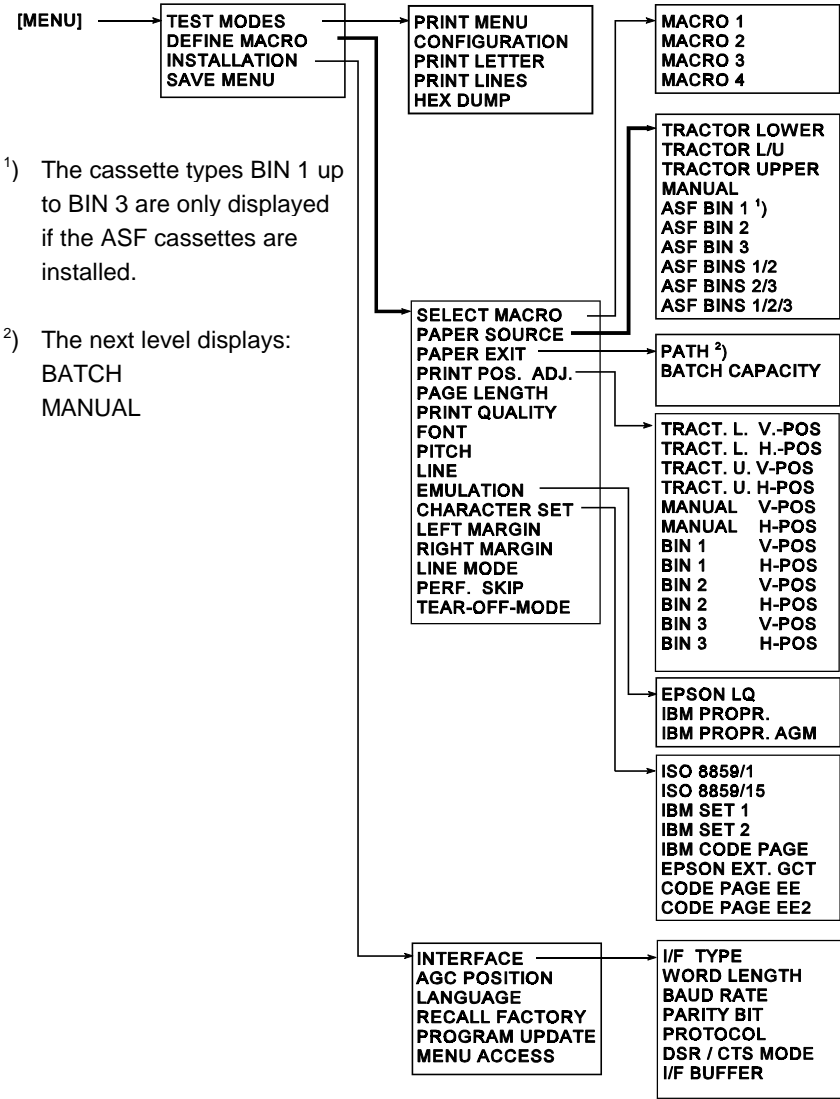 [MENU]
TEST MODES
DEFINE MACRO
INSTALLATION
SAVE MENU
PRINT MENU
CONFIGURATION
PRINT LETTER
PRINT LINES
HEX DUMP
MACRO 1
MACRO 2
MACRO 3
MACRO 4
1) The cassette types BIN 1 up
to BIN 3 are only displayed
if the ASF cassettes are
installed.
2) The next level displays:
BATCH
MANUAL
TRACTOR LOWER
TRACTOR L/U
TRACTOR UPPER
MANUAL
ASF BIN 1 1)
ASF BIN 2
ASF BIN 3
ASF BINS 1/2
ASF BINS 2/3
ASF BINS 1/2/3
SELECT MACRO
PAPER SOURCE
PAPER EXIT
PRINT POS. ADJ.
PAGE LENGTH
PRINT QUALITY
FONT
PITCH
LINE
EMULATION
CHARACTER SET
LEFT MARGIN
RIGHT MARGIN
LINE MODE
PERF. SKIP
TEAR-OFF-MODE
PATH 2)
BATCH CAPACITY
TRACT. L. V.-POS
TRACT. L. H.-POS
TRACT. U. V-POS
TRACT. U. H-POS
MANUAL V-POS
MANUAL H-POS
BIN 1 V-POS
BIN 1 H-POS
BIN 2 V-POS
BIN 2 H-POS
BIN 3 V-POS
BIN 3 H-POS
EPSON LQ
IBM PROPR.
IBM PROPR. AGM
ISO 8859/1
ISO 8859/15
IBM SET 1
IBM SET 2
IBM CODE PAGE
EPSON EXT. GCT
CODE PAGE EE
CODE PAGE EE2
INTERFACE
AGC POSITION
LANGUAGE
RECALL FACTORY
PROGRAM UPDATE
MENU ACCESS
I/F TYPE
WORD LENGTH
BAUD RATE
PARITY BIT
PROTOCOL
DSR / CTS MODE
I/F BUFFER